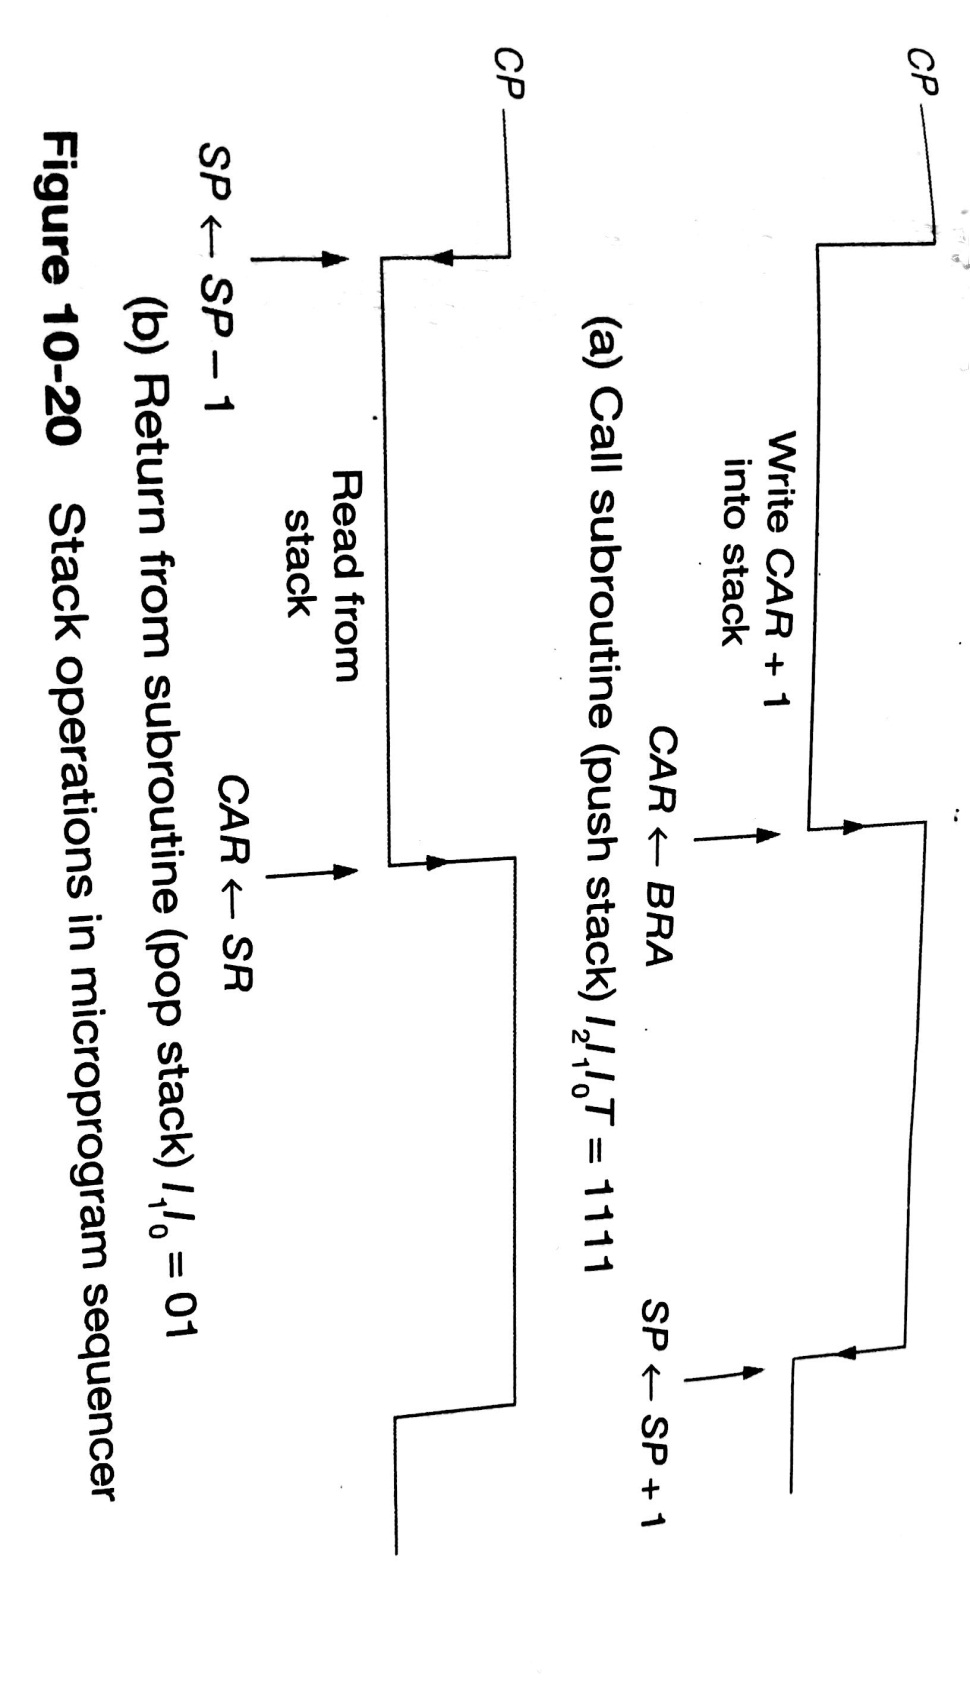 CP
Write CAR + 1
into stack
CAR ← BRA
SP ← SP + 1
(a) Call subroutine (push stack) I₂I₁I₀T = 1111
CP
SP ← SP − 1
Read from
stack
CAR ← SR
(b) Return from subroutine (pop stack) I₁I₀ = 01
Figure 10-20 Stack operations in microprogram sequencer